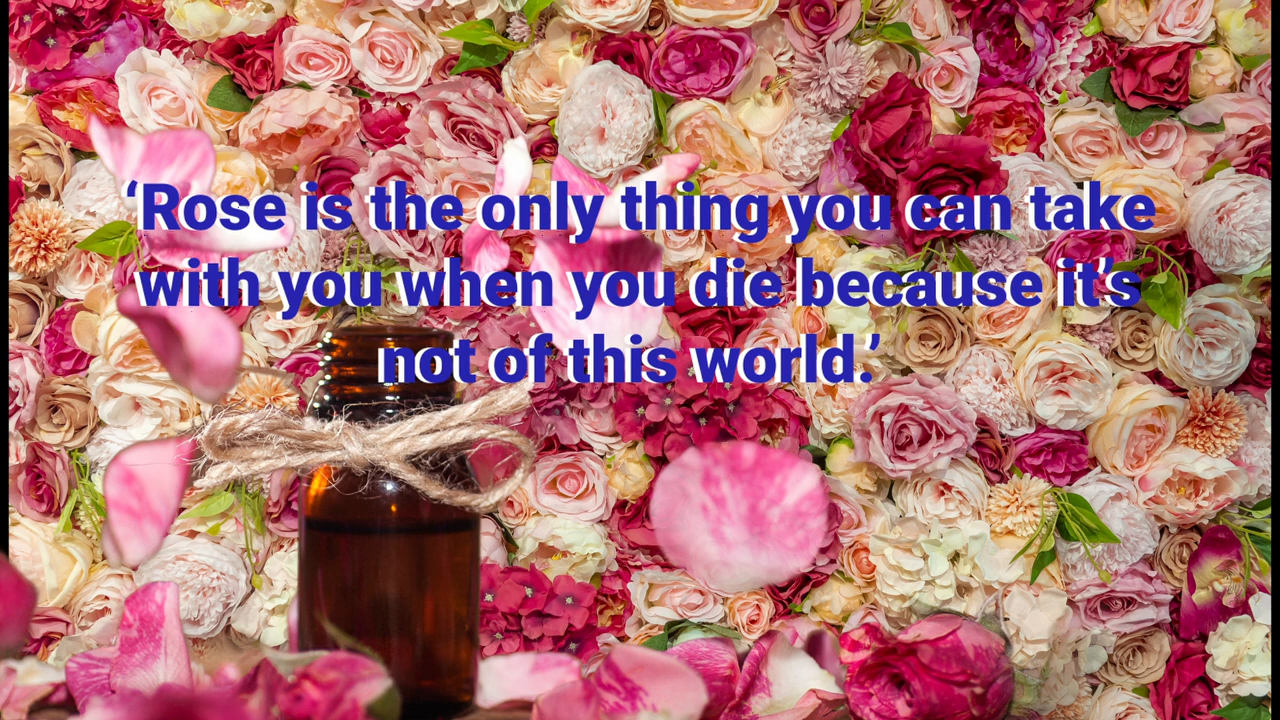 ‘Rose is the only thing you can take
with you when you die because it’s
not of this world.’